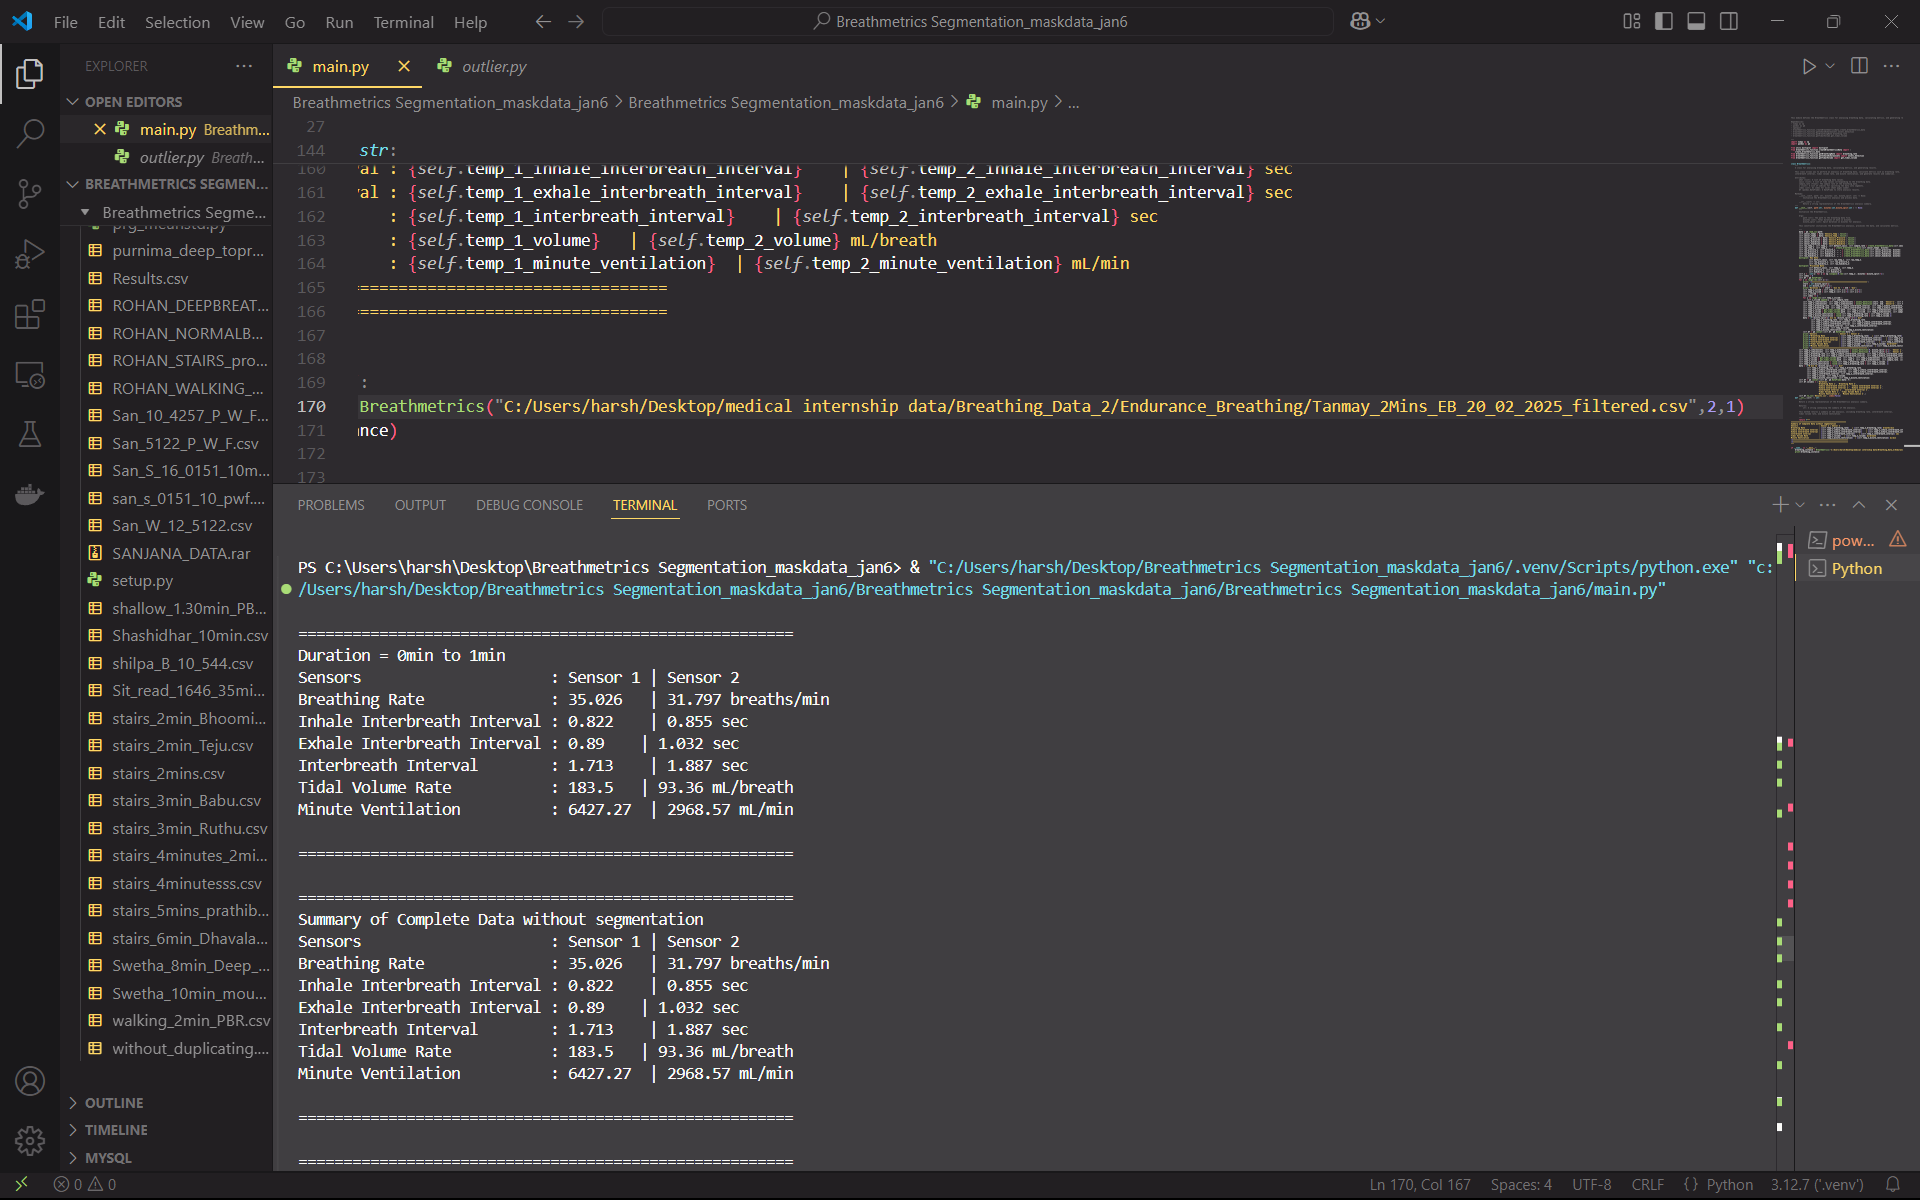 File Edit Selection View Go Run Terminal Help
Breathmetrics Segmentation_maskdata_jan6
EXPLORER
OPEN EDITORS
main.py Breathm...
outlier.py Breath...
BREATHMETRICS SEGMEN...
Breathmetrics Segme...
prg_meanstd.py
purnima_deep_topr...
Results.csv
ROHAN_DEEPBREAT...
ROHAN_NORMALB...
ROHAN_STAIRS_pro...
ROHAN_WALKING_...
San_10_4257_P_W_F...
San_5122_P_W_F.csv
San_S_16_0151_10m...
san_s_0151_10_pwf....
San_W_12_5122.csv
SANJANA_DATA.rar
setup.py
shallow_1.30min_PB...
Shashidhar_10min.csv
shilpa_B_10_544.csv
Sit_read_1646_35mi...
stairs_2min_Bhoomi...
stairs_2min_Teju.csv
stairs_2mins.csv
stairs_3min_Babu.csv
stairs_3min_Ruthu.csv
stairs_4minutes_2mi...
stairs_4minutesss.csv
stairs_5mins_prathib...
stairs_6min_Dhavala...
Swetha_8min_Deep_...
Swetha_10min_mou...
walking_2min_PBR.csv
without_duplicating....
OUTLINE
TIMELINE
MYSQL
main.py outlier.py
Breathmetrics Segmentation_maskdata_jan6 > Breathmetrics Segmentation_maskdata_jan6 > main.py > ...
27
144 str:
160 val : {self.temp_1_inhale_interbreath_interval} | {self.temp_2_inhale_interbreath_interval} sec
161 val : {self.temp_1_exhale_interbreath_interval} | {self.temp_2_exhale_interbreath_interval} sec
162 : {self.temp_1_interbreath_interval} | {self.temp_2_interbreath_interval} sec
163 : {self.temp_1_volume} | {self.temp_2_volume} mL/breath
164 : {self.temp_1_minute_ventilation} | {self.temp_2_minute_ventilation} mL/min
165 ===============================
166 ===============================
167
168
169 :
170 Breathmetrics("C:/Users/harsh/Desktop/medical internship data/Breathing_Data_2/Endurance_Breathing/Tanmay_2Mins_EB_20_02_2025_filtered.csv",2,1)
171 ance)
172
173
PROBLEMS OUTPUT DEBUG CONSOLE TERMINAL PORTS
pow...
Python
PS C:\Users\harsh\Desktop\Breathmetrics Segmentation_maskdata_jan6> & "C:/Users/harsh/Desktop/Breathmetrics Segmentation_maskdata_jan6/.venv/Scripts/python.exe" "c:
/Users/harsh/Desktop/Breathmetrics Segmentation_maskdata_jan6/Breathmetrics Segmentation_maskdata_jan6/Breathmetrics Segmentation_maskdata_jan6/main.py"
=======================================================
Duration = 0min to 1min
Sensors : Sensor 1 | Sensor 2
Breathing Rate : 35.026 | 31.797 breaths/min
Inhale Interbreath Interval : 0.822 | 0.855 sec
Exhale Interbreath Interval : 0.89 | 1.032 sec
Interbreath Interval : 1.713 | 1.887 sec
Tidal Volume Rate : 183.5 | 93.36 mL/breath
Minute Ventilation : 6427.27 | 2968.57 mL/min
=======================================================
=======================================================
Summary of Complete Data without segmentation
Sensors : Sensor 1 | Sensor 2
Breathing Rate : 35.026 | 31.797 breaths/min
Inhale Interbreath Interval : 0.822 | 0.855 sec
Exhale Interbreath Interval : 0.89 | 1.032 sec
Interbreath Interval : 1.713 | 1.887 sec
Tidal Volume Rate : 183.5 | 93.36 mL/breath
Minute Ventilation : 6427.27 | 2968.57 mL/min
=======================================================
=======================================================
0 0
Ln 170, Col 167 Spaces: 4 UTF-8 CRLF {} Python 3.12.7 ('.venv')